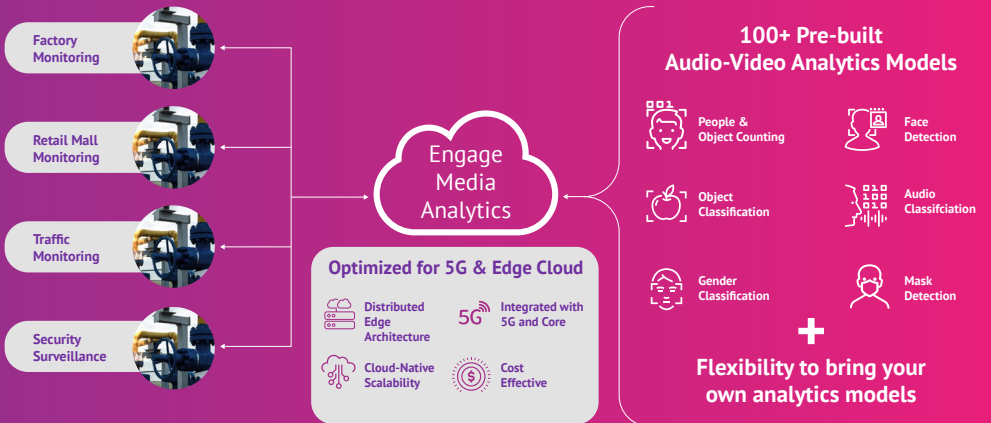 Factory
Monitoring
Retail Mall
Monitoring
Traffic
Monitoring
Security
Surveillance
Engage
Media
Analytics
Optimized for 5G & Edge Cloud
Distributed
Edge
Architecture
5G
Integrated with
5G and Core
Cloud-Native
Scalability
$
Cost
Effective
100+ Pre-built
Audio-Video Analytics Models
001
People &
Object Counting
Face
Detection
Object
Classification
010
010
Audio
Classifciation
Gender
Classification
Mask
Detection
+
Flexibility to bring your
own analytics models